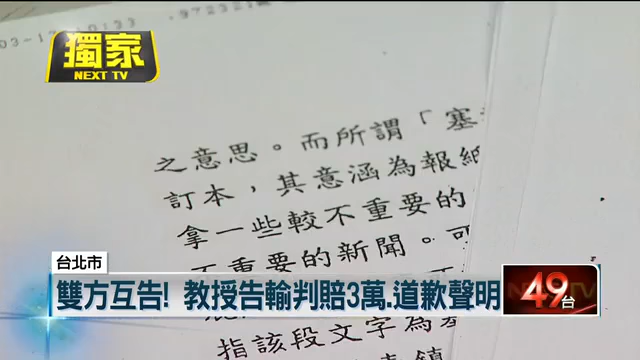 獨家
NEXT TV
之意思。而所謂「塞
訂本，其意涵為報紙
拿一些較不重要的
不重要的新聞。可
指該段文字為
台北市
雙方互告! 教授告輸判賠3萬.道歉聲明
49台